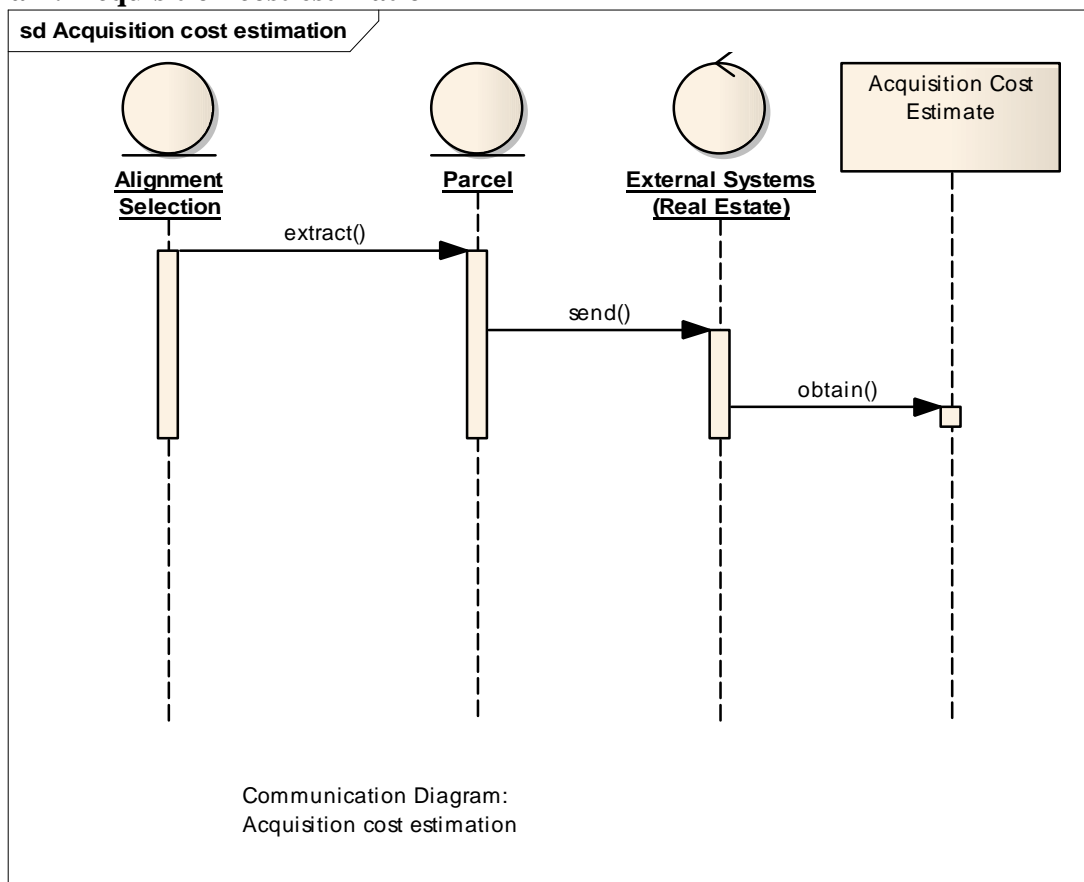 sd Acquisition cost estimation
Alignment
Selection
Parcel
External Systems
(Real Estate)
Acquisition Cost
Estimate
extract()
send()
obtain()
Communication Diagram:
Acquisition cost estimation